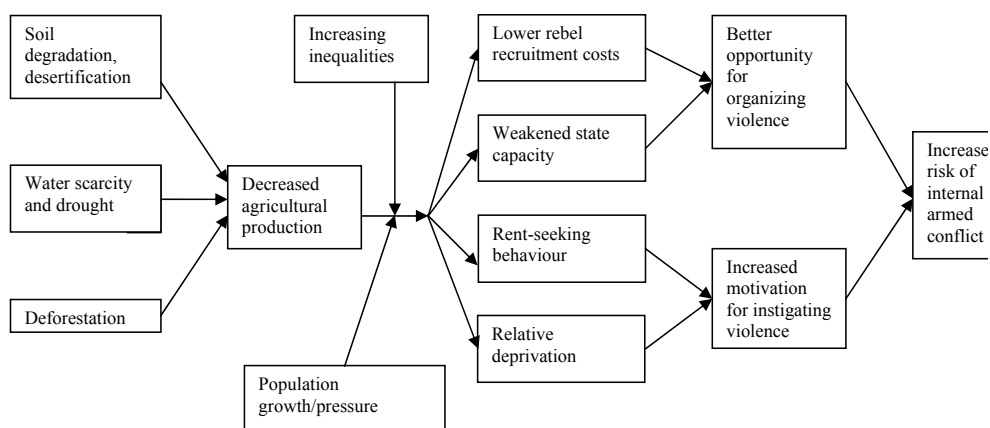 Soil
degradation,
desertification
Increasing
inequalities
Lower rebel
recruitment costs
Better
opportunity
for
organizing
violence
Water scarcity
and drought
Decreased
agricultural
production
Weakened state
capacity
Increased
risk of
internal
armed
conflict
Rent-seeking
behaviour
Increased
motivation
for instigating
violence
Deforestation
Relative
deprivation
Population
growth/pressure